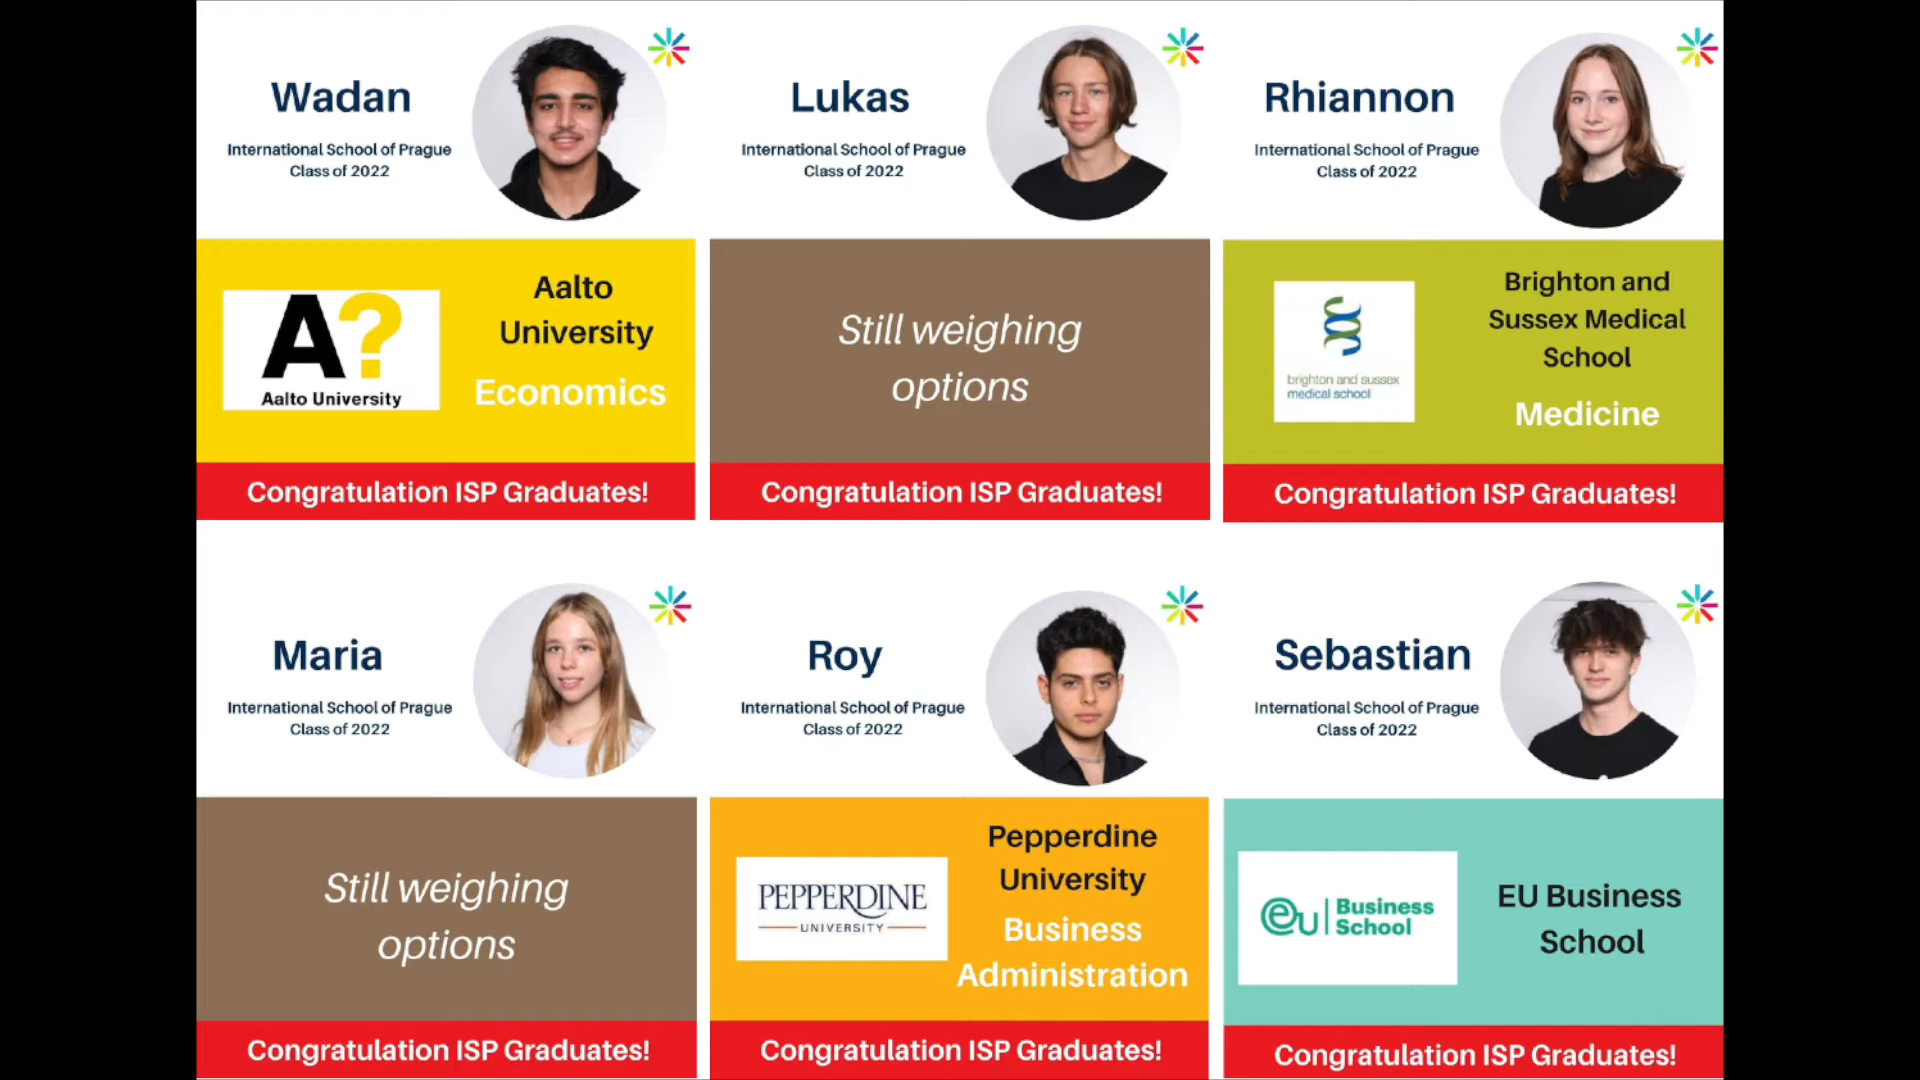 Wadan
International School of Prague
Class of 2022
A?
Aalto University
Aalto
University
Economics
Congratulation ISP Graduates!
Lukas
International School of Prague
Class of 2022
Still weighing
options
Congratulation ISP Graduates!
Rhiannon
International School of Prague
Class of 2022
brighton and sussex
medical school
Brighton and
Sussex Medical
School
Medicine
Congratulation ISP Graduates!
Maria
International School of Prague
Class of 2022
Still weighing
options
Congratulation ISP Graduates!
Roy
International School of Prague
Class of 2022
PEPPERDINE
UNIVERSITY
Pepperdine
University
Business
Administration
Congratulation ISP Graduates!
Sebastian
International School of Prague
Class of 2022
eu Business
School
EU Business
School
Congratulation ISP Graduates!